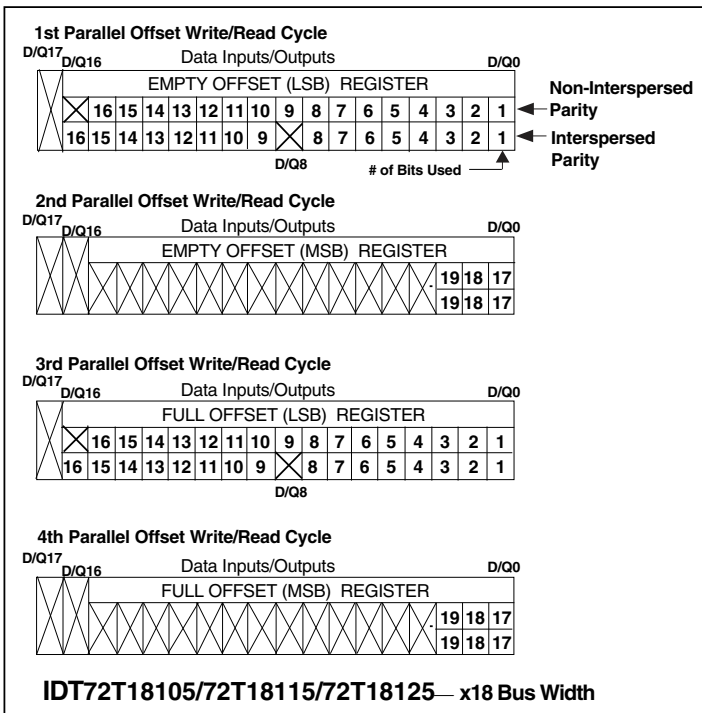 1st Parallel Offset Write/Read Cycle
D/Q17 D/Q16 Data Inputs/Outputs D/Q0
EMPTY OFFSET (LSB) REGISTER
16 15 14 13 12 11 10 9 8 7 6 5 4 3 2 1 Non-Interspersed Parity
16 15 14 13 12 11 10 9 8 7 6 5 4 3 2 1 Interspersed Parity
D/Q8 # of Bits Used
2nd Parallel Offset Write/Read Cycle
D/Q17 D/Q16 Data Inputs/Outputs D/Q0
EMPTY OFFSET (MSB) REGISTER
19 18 17
19 18 17
3rd Parallel Offset Write/Read Cycle
D/Q17 D/Q16 Data Inputs/Outputs D/Q0
FULL OFFSET (LSB) REGISTER
16 15 14 13 12 11 10 9 8 7 6 5 4 3 2 1
16 15 14 13 12 11 10 9 8 7 6 5 4 3 2 1
D/Q8
4th Parallel Offset Write/Read Cycle
D/Q17 D/Q16 Data Inputs/Outputs D/Q0
FULL OFFSET (MSB) REGISTER
19 18 17
19 18 17
IDT72T18105/72T18115/72T18125— x18 Bus Width